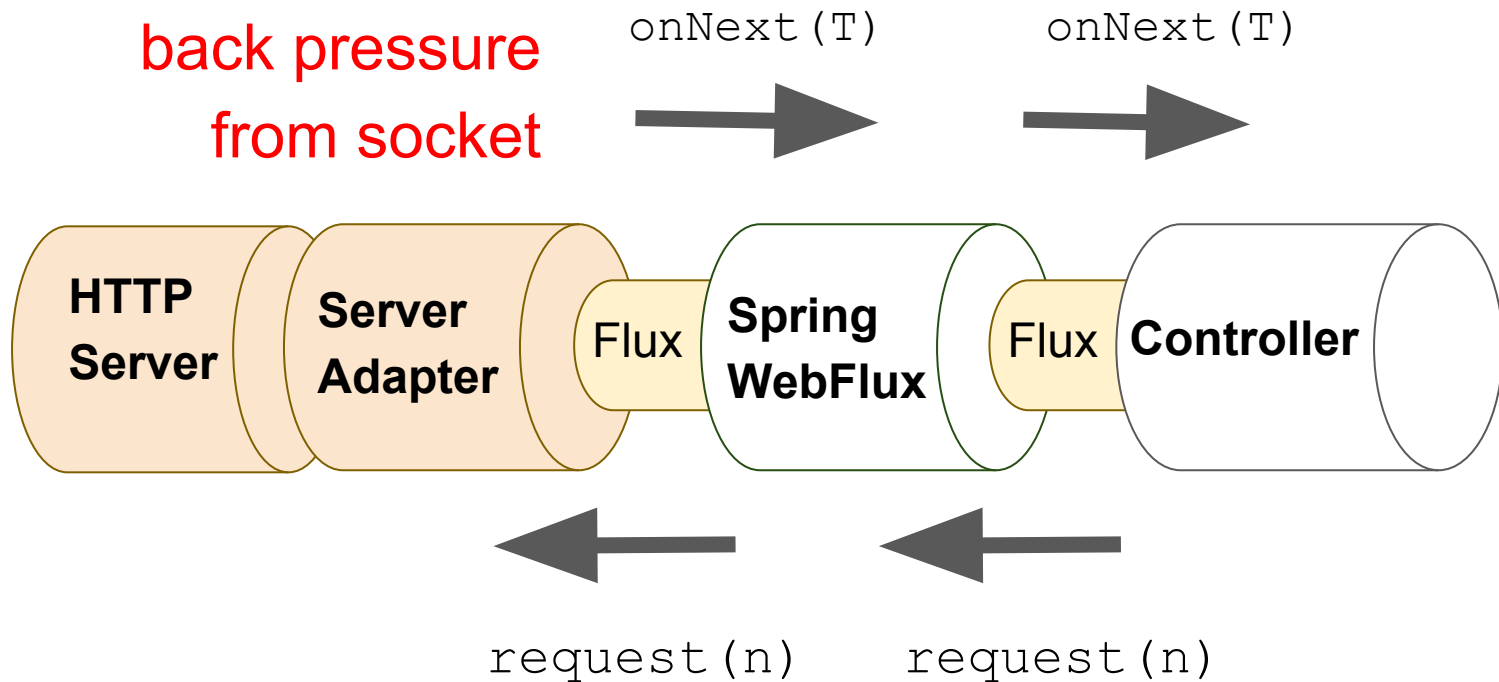 back pressure
from socket
onNext(T)
onNext(T)
HTTP
Server
Server
Adapter
Flux
Spring
WebFlux
Flux
Controller
request(n)
request(n)